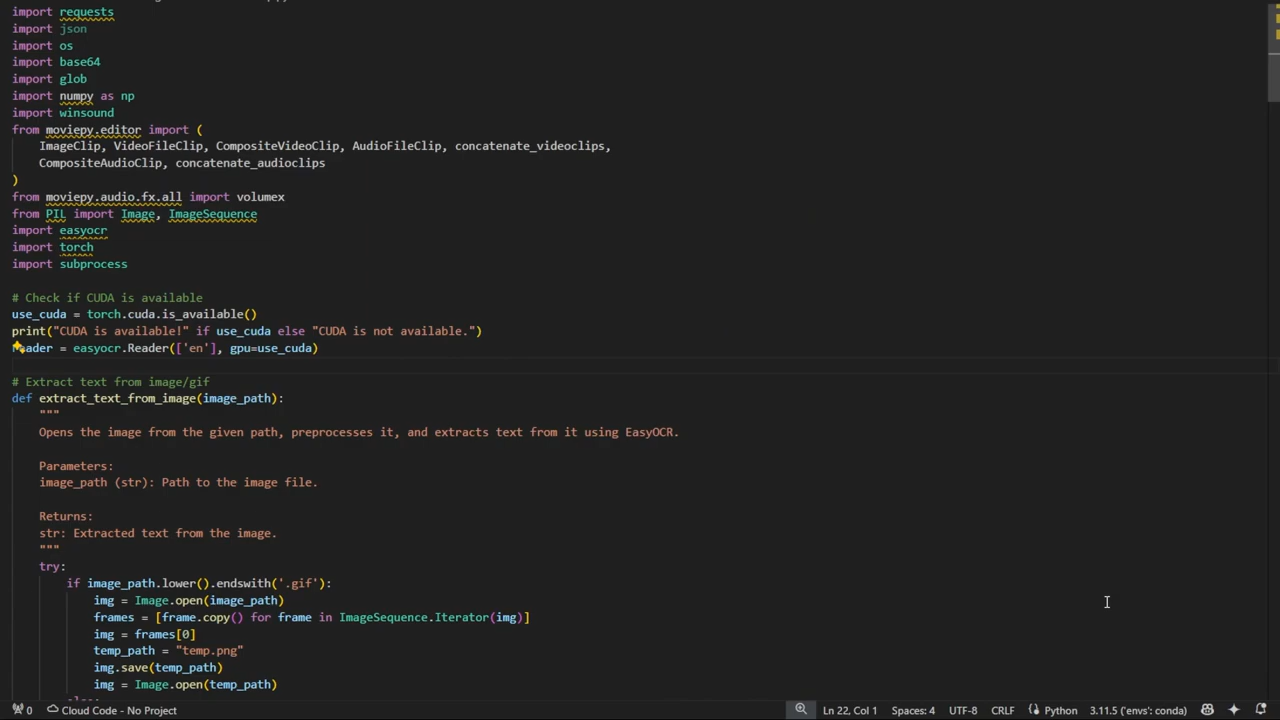 import requests
import json
import os
import base64
import glob
import numpy as np
import winsound
from moviepy.editor import (
    ImageClip, VideoFileClip, CompositeVideoClip, AudioFileClip, concatenate_videoclips,
    CompositeAudioClip, concatenate_audioclips
)
from moviepy.audio.fx.all import volumex
from PIL import Image, ImageSequence
import easyocr
import torch
import subprocess
# Check if CUDA is available
use_cuda = torch.cuda.is_available()
print("CUDA is available!" if use_cuda else "CUDA is not available.")
reader = easyocr.Reader(['en'], gpu=use_cuda)
# Extract text from image/gif
def extract_text_from_image(image_path):
    """
    Opens the image from the given path, preprocesses it, and extracts text from it using EasyOCR.
    Parameters:
    image_path (str): Path to the image file.
    Returns:
    str: Extracted text from the image.
    """
    try:
        if image_path.lower().endswith('.gif'):
            img = Image.open(image_path)
            frames = [frame.copy() for frame in ImageSequence.Iterator(img)]
            img = frames[0]
            temp_path = "temp.png"
            img.save(temp_path)
            img = Image.open(temp_path)
0 Cloud Code - No Project Ln 22, Col 1 Spaces: 4 UTF-8 CRLF Python 3.11.5 ('envs': conda)